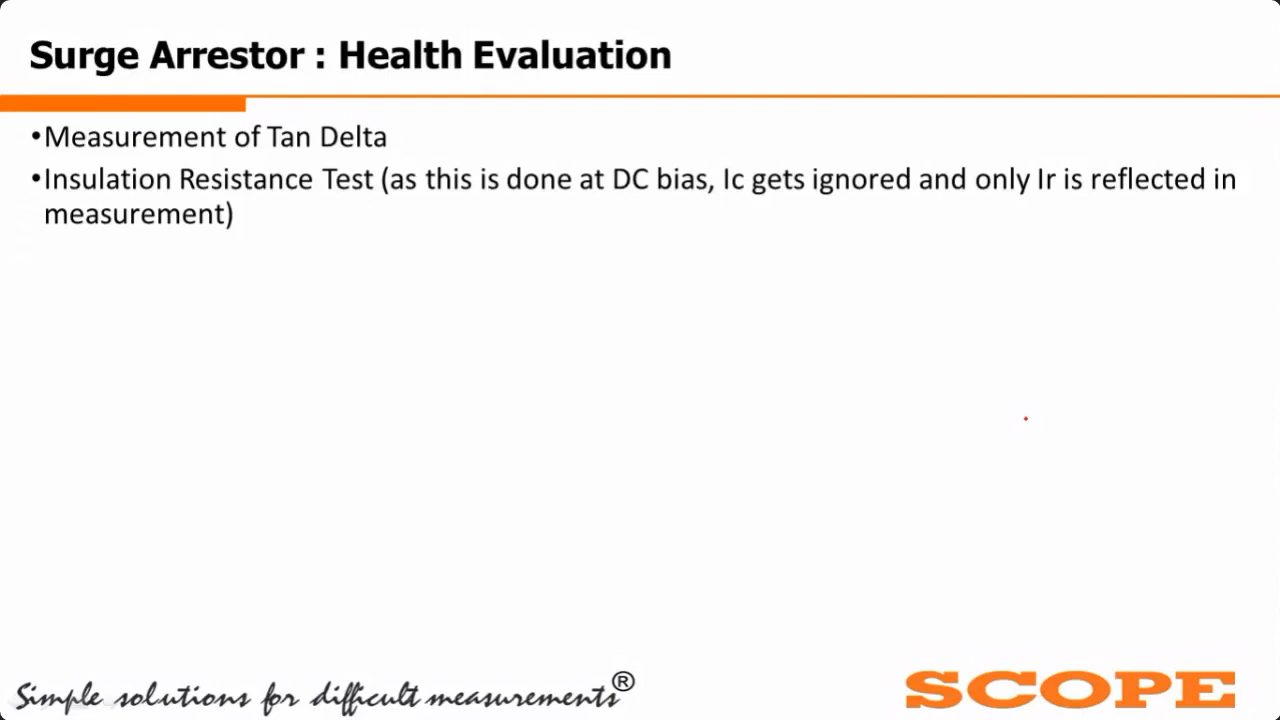 Surge Arrestor : Health Evaluation
•Measurement of Tan Delta
•Insulation Resistance Test (as this is done at DC bias, Ic gets ignored and only Ir is reflected in
measurement)
Simple solutions for difficult measurements®
SCOPE